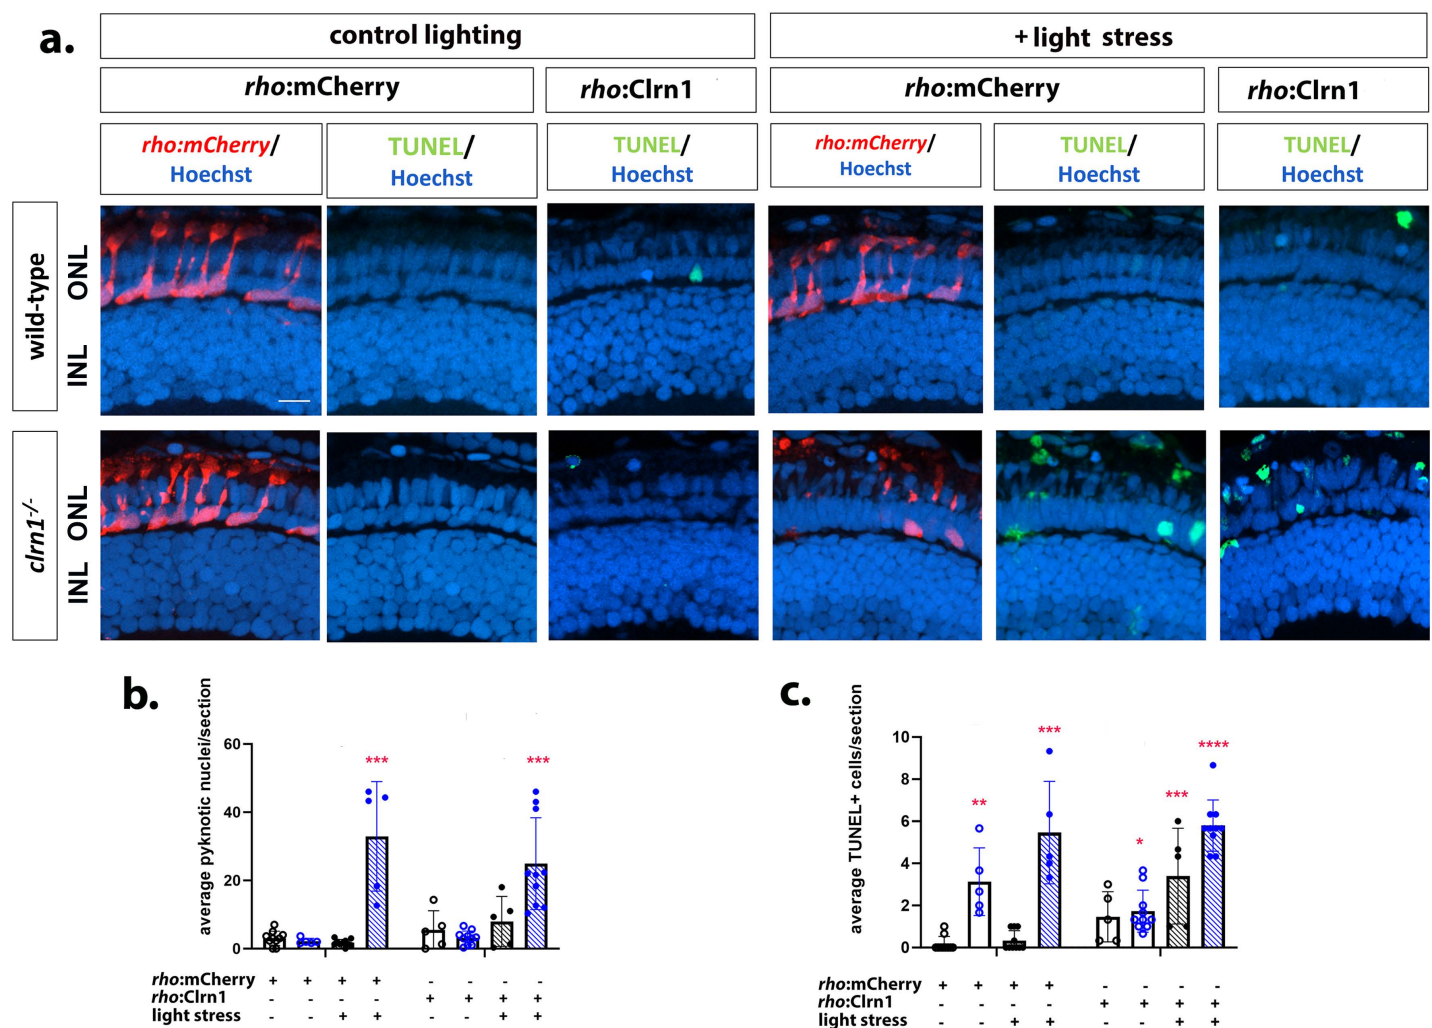 a.
control lighting
+ light stress
rho:mCherry
rho:Clrn1
rho:mCherry
rho:Clrn1
rho:mCherry/
Hoechst
TUNEL/
Hoechst
TUNEL/
Hoechst
rho:mCherry/
Hoechst
TUNEL/
Hoechst
TUNEL/
Hoechst
wild-type
ONL
INL
clrn1-/-
ONL
INL
b.
average pyknotic nuclei/section
60
40
20
0
***
***
rho:mCherry + + + + - - - -
rho:Clrn1 - - - - + + + +
light stress - - + + - - + +
c.
average TUNEL+ cells/section
10
8
6
4
2
0
**
***
*
***
****
rho:mCherry + + + + - - - -
rho:Clrn1 - - - - + + + +
light stress - - + + - - + +